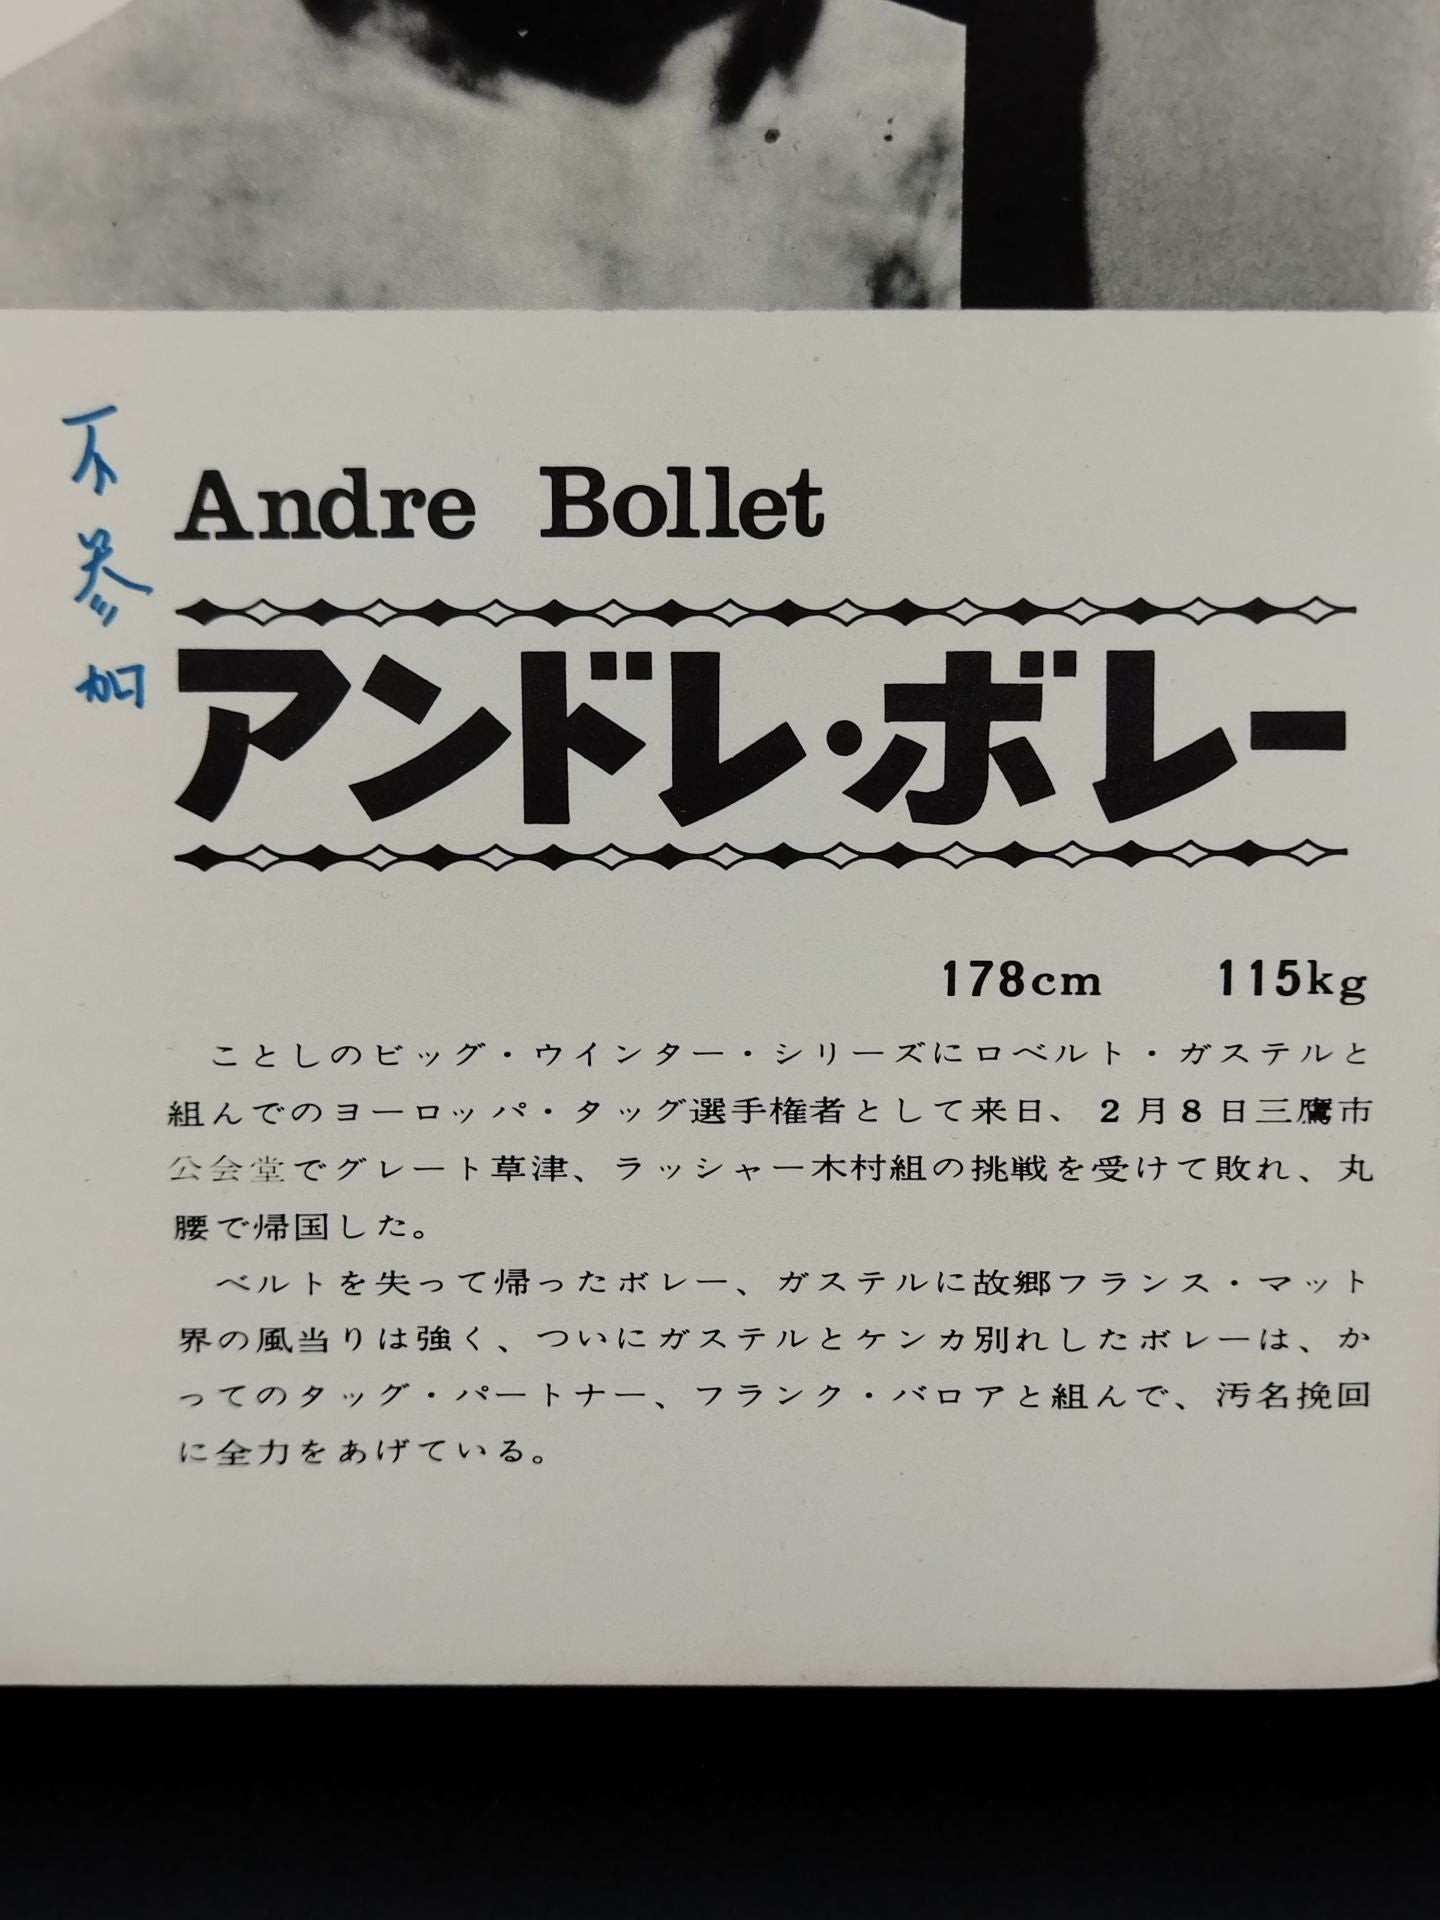 不参加
Andre Bollet
アンドレ・ボレー
178cm 115kg
ことしのビッグ・ウインター・シリーズにロベルト・ガステルと
組んでのヨーロッパ・タッグ選手権者として来日、2月8日三鷹市
公会堂でグレート草津、ラッシャー木村組の挑戦を受けて敗れ、丸
腰で帰国した。
ベルトを失って帰ったボレー、ガステルに故郷フランス・マット
界の風当りは強く、ついにガステルとケンカ別れしたボレーは、か
ってのタッグ・パートナー、フランク・バロアと組んで、汚名挽回
に全力をあげている。